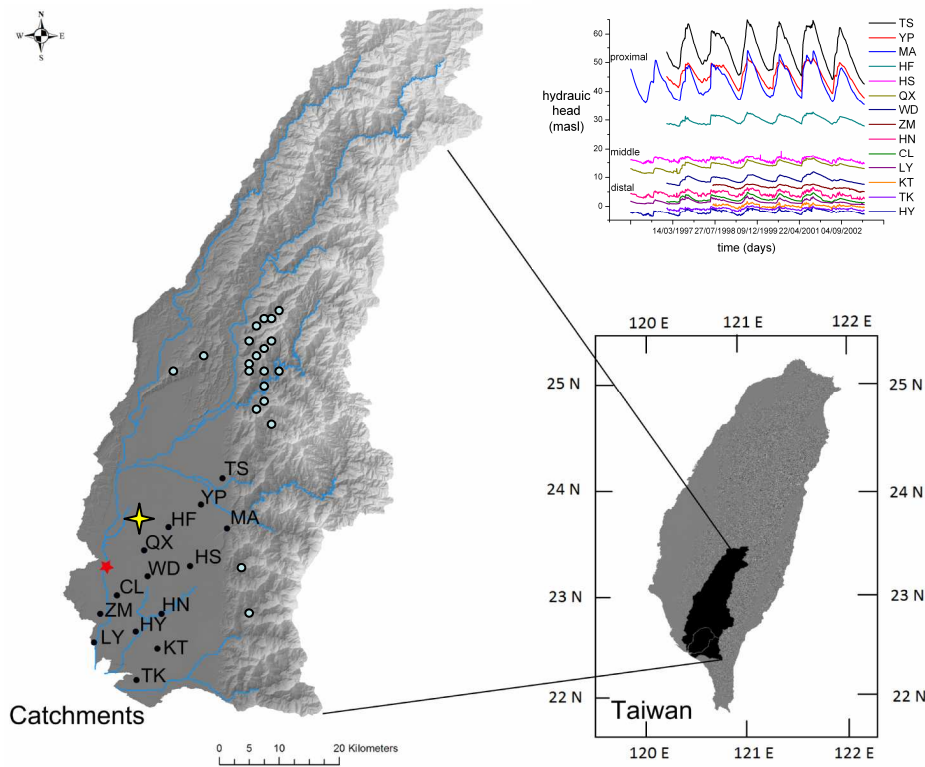 N
W E
S
TS
YP
MA
HF
QX
HS
WD
CL
HN
ZM
HY
LY
KT
TK
Catchments
0 5 10 20 Kilometers
hydrauic
head
(masl)
60
50
40
30
20
10
0
proximal
middle
distal
14/03/1997 27/07/1998 09/12/1999 22/04/2001 04/09/2002
time (days)
TS
YP
MA
HF
HS
QX
WD
ZM
HN
CL
LY
KT
TK
HY
120 E 121 E 122 E
25 N 25 N
24 N 24 N
23 N 23 N
22 N 22 N
Taiwan
120 E 121 E 122 E